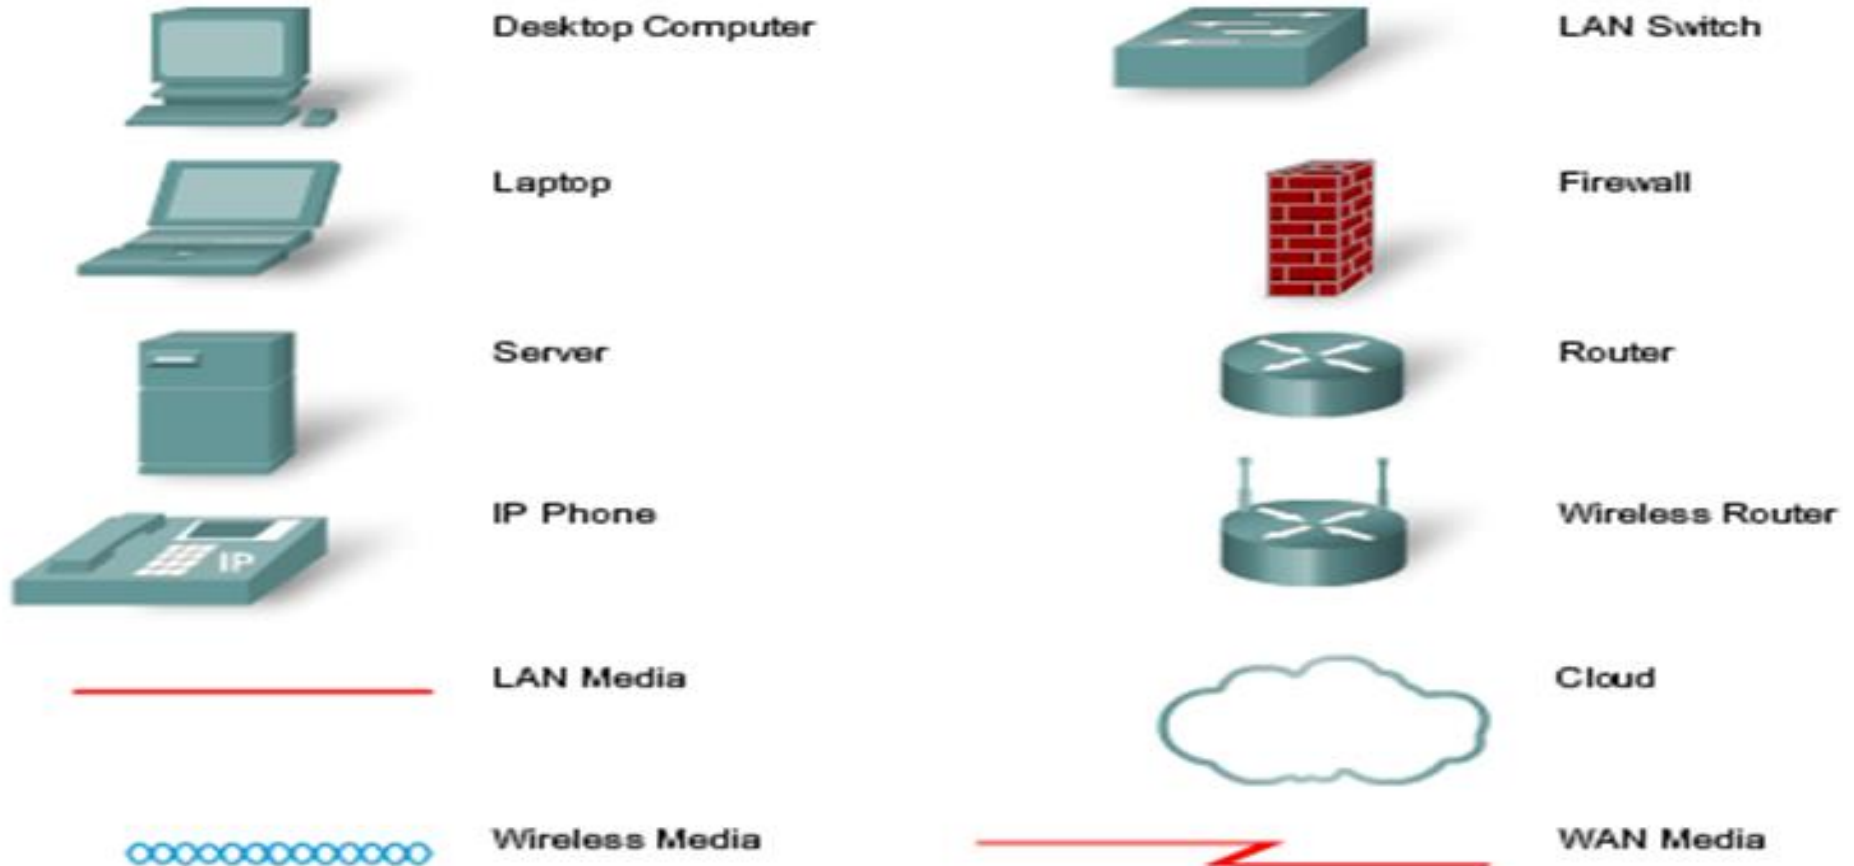 Desktop Computer
LAN Switch
Laptop
Firewall
Server
Router
IP Phone
IP
Wireless Router
LAN Media
Cloud
Wireless Media
WAN Media